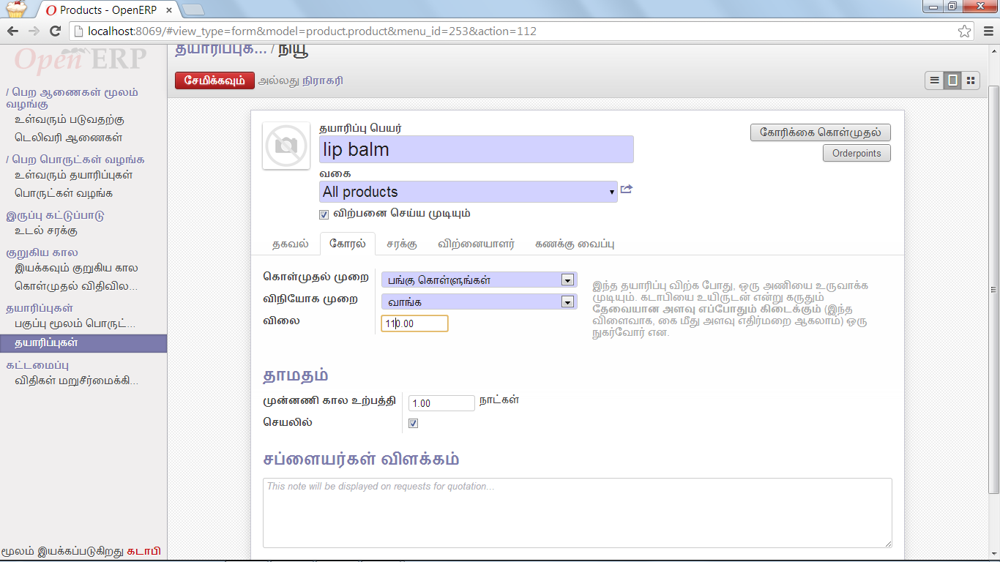 Products - OpenERP
localhost:8069/#view_type=form&model=product.product&menu_id=253&action=112
Open ERP
/ பெற ஆணைகள் மூலம்
வழங்கு
உள்வரும் படுவதற்கு
டெலிவரி ஆணைகள்
/ பெற பொருட்கள் வழங்க
உள்வரும் தயாரிப்புகள்
பொருட்கள் வழங்க
இருப்பு கட்டுப்பாடு
உடல் சரக்கு
குறுகிய கால
இயக்கவும் குறுகிய கால
கொள்முதல் விதிவில...
தயாரிப்புகள்
பகுப்பு மூலம் பொருட்...
தயாரிப்புகள்
கட்டமைப்பு
விதிகள் மறுசீர்மைக்கி...
மூலம் இயக்கப்படுகிறது கடாபி
தயாரிப்புக... / நியூ
சேமிக்கவும் அல்லது நிராகரி
தயாரிப்பு பெயர்
lip balm
கோரிக்கை கொள்முதல்
Orderpoints
வகை
All products
விற்பனை செய்ய முடியும்
தகவல் கோரல் சரக்கு விற்னையாளர் கணக்கு வைப்பு
கொள்முதல் முறை பங்கு கொள்ளுங்கள்
விநியோக முறை வாங்க
விலை 110.00
இந்த தயாரிப்பு விற்க போது, ஒரு அணியை உருவாக்க
முடியும். கடாபியை உயிருடன் என்று கருதும்
தேவையான அளவு எப்போதும் கிடைக்கும் (இந்த
விளைவாக, கை மீது அளவு எதிர்மறை ஆகலாம்) ஒரு
நுகர்வோர் என.
தாமதம்
முன்னணி கால உற்பத்தி 1.00 நாட்கள்
செயலில்
சப்ளையர்கள் விளக்கம்
This note will be displayed on requests for quotation...